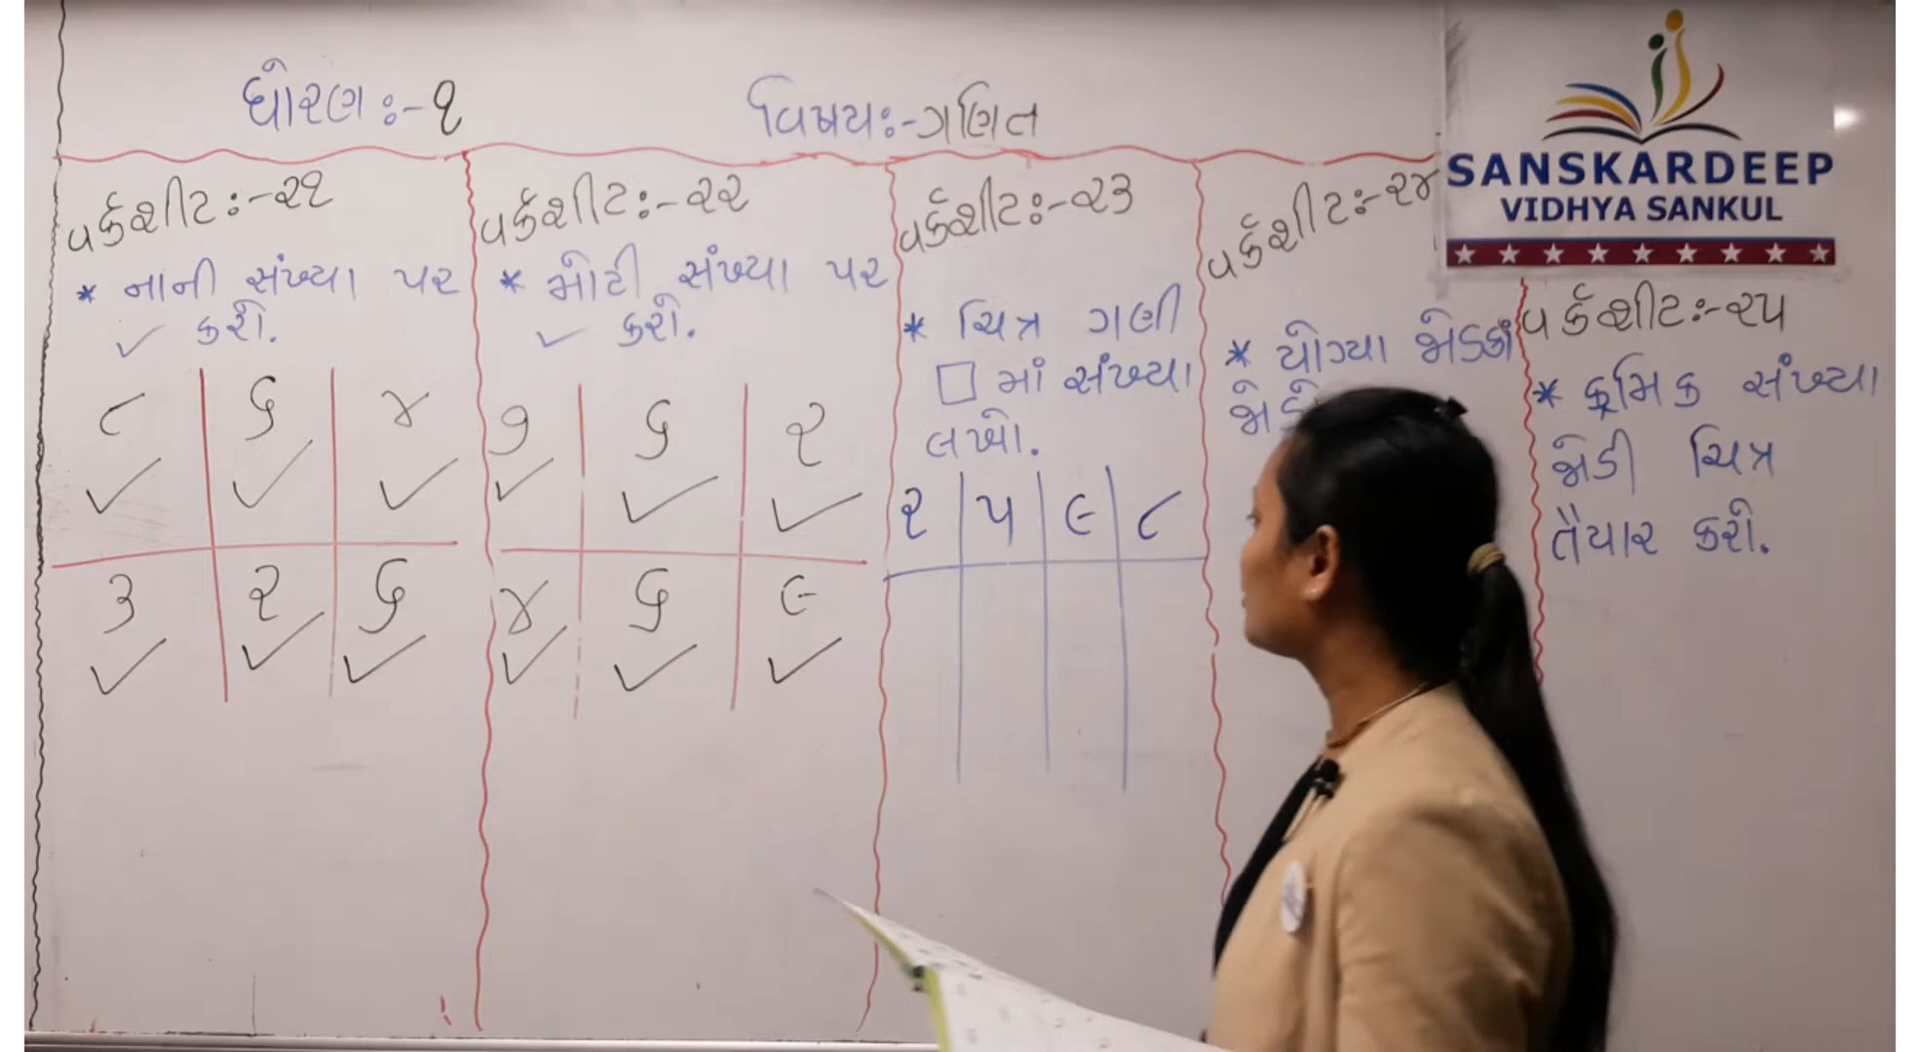 ધોરણ:-૧
વિષય:-ગણિત
SANSKARDEEP
VIDHYA SANKUL
વર્કશીટ:-૨૧
* નાની સંખ્યા પર
✓ કરો.
૮ ૬ ૪
✓ ✓ ✓
૩ ૨ ૬
✓ ✓ ✓
વર્કશીટ:-૨૨
* મોટી સંખ્યા પર
✓ કરો.
૭ ૬ ૨
✓ ✓ ✓
૪ ૬ ૯
✓ ✓ ✓
વર્કશીટ:-૨૩
* ચિત્ર ગણી
□ માં સંખ્યા
લખો.
૨ ૫ ૯ ૮
વર્કશીટ:-૨૪
* યોગ્યા જોડકાં
વર્કશીટ:-૨૫
* ક્રમિક સંખ્યા
જોડી ચિત્ર
તૈયાર કરો.